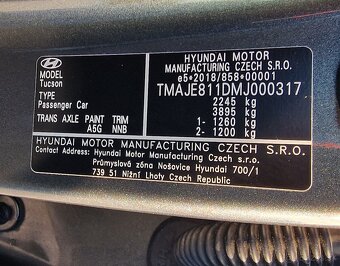 HYUNDAI MOTOR
MANUFACTURING CZECH S.R.O.
e5*2018/858*00001
TMAJE811DMJ000317
2245 kg
3895 kg
1- 1260 kg
2- 1200 kg
MODEL
Tucson
TYPE
Passenger Car
TRANS AXLE PAINT TRIM
A5G NNB
HYUNDAI MOTOR MANUFACTURING CZECH S.R.O.
Contact Address: Hyundai Motor Manufacturing Czech s.r.o.
Průmyslová zóna Nošovice Hyundai 700/1
739 51 Nižní Lhoty Czech Republic